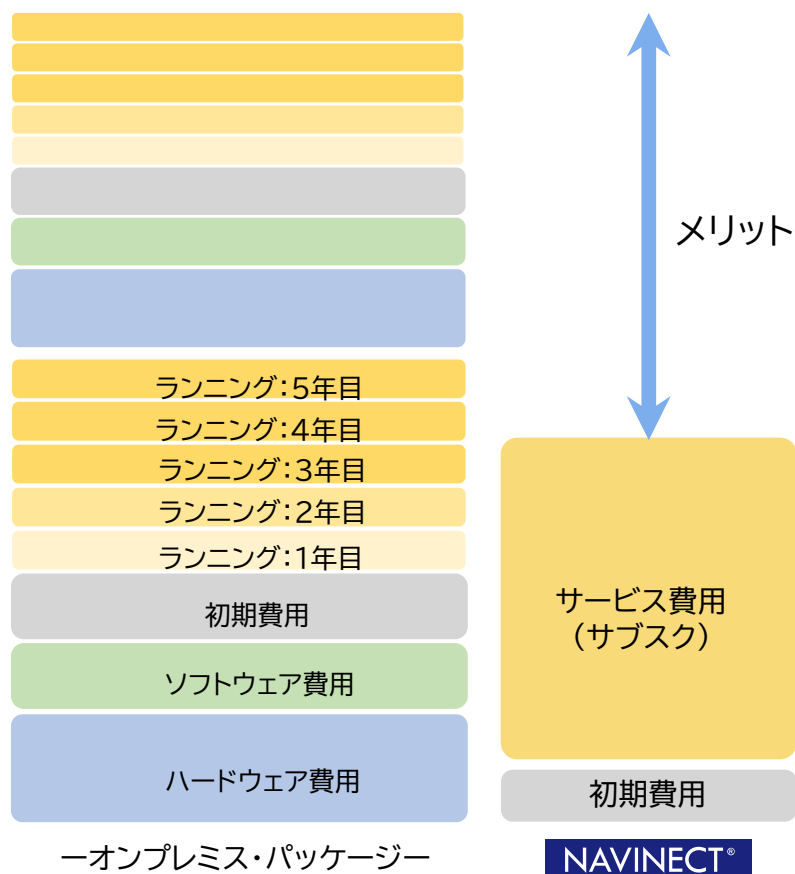 メリット
ランニング：5年目
ランニング：4年目
ランニング：3年目
ランニング：2年目
ランニング：1年目
初期費用
ソフトウェア費用
ハードウェア費用
ーオンプレミス・パッケージー
サービス費用
（サブスク）
初期費用
NAVINECT®